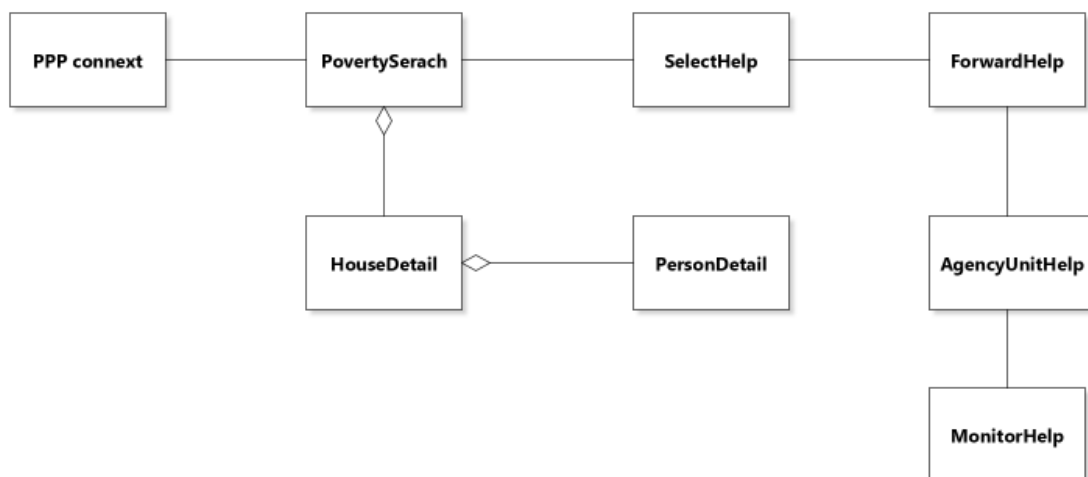 PPP connext
PovertySerach
SelectHelp
ForwardHelp
HouseDetail
PersonDetail
AgencyUnitHelp
MonitorHelp